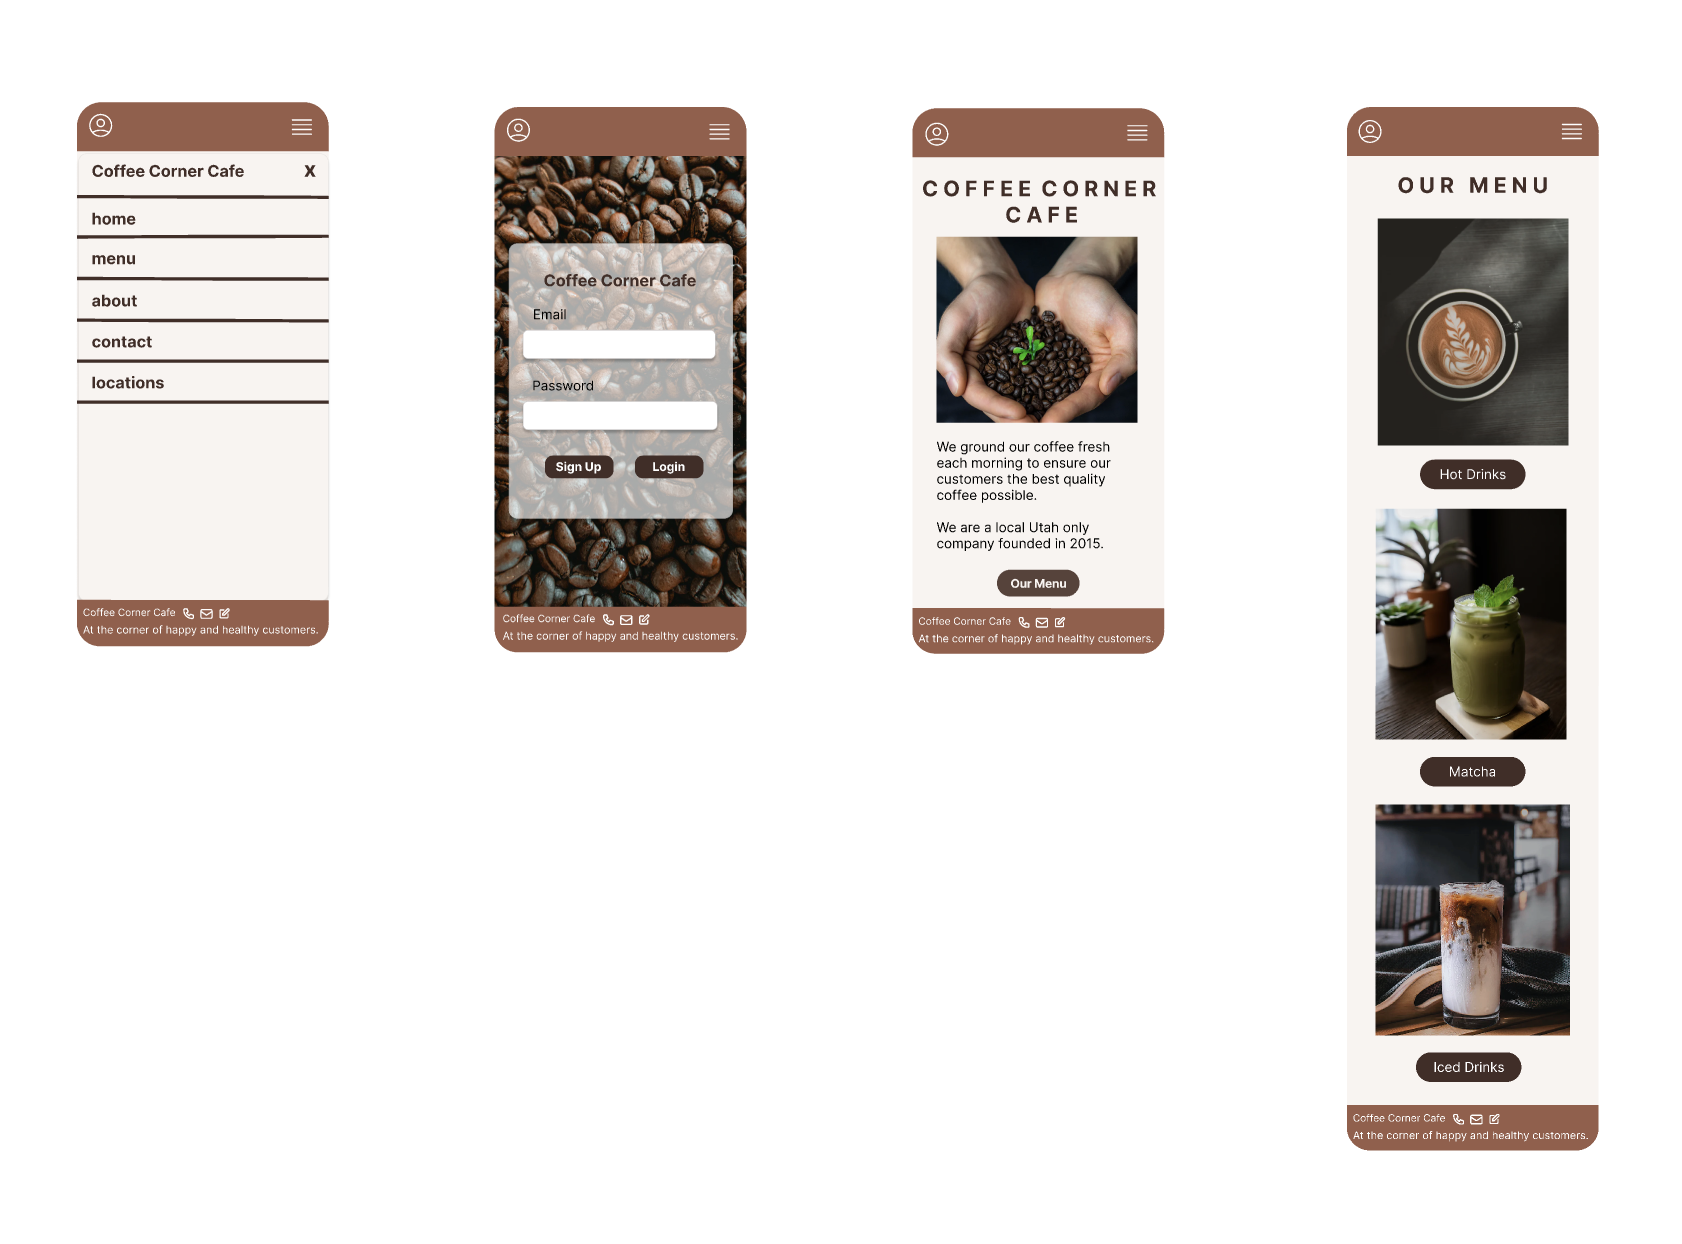 Coffee Corner Cafe X
home
menu
about
contact
locations
Coffee Corner Cafe
At the corner of happy and healthy customers.
Coffee Corner Cafe
Email
Password
Sign Up Login
Coffee Corner Cafe
At the corner of happy and healthy customers.
COFFEE CORNER
CAFE
We ground our coffee fresh
each morning to ensure our
customers the best quality
coffee possible.
We are a local Utah only
company founded in 2015.
Our Menu
Coffee Corner Cafe
At the corner of happy and healthy customers.
OUR MENU
Hot Drinks
Matcha
Iced Drinks
Coffee Corner Cafe
At the corner of happy and healthy customers.